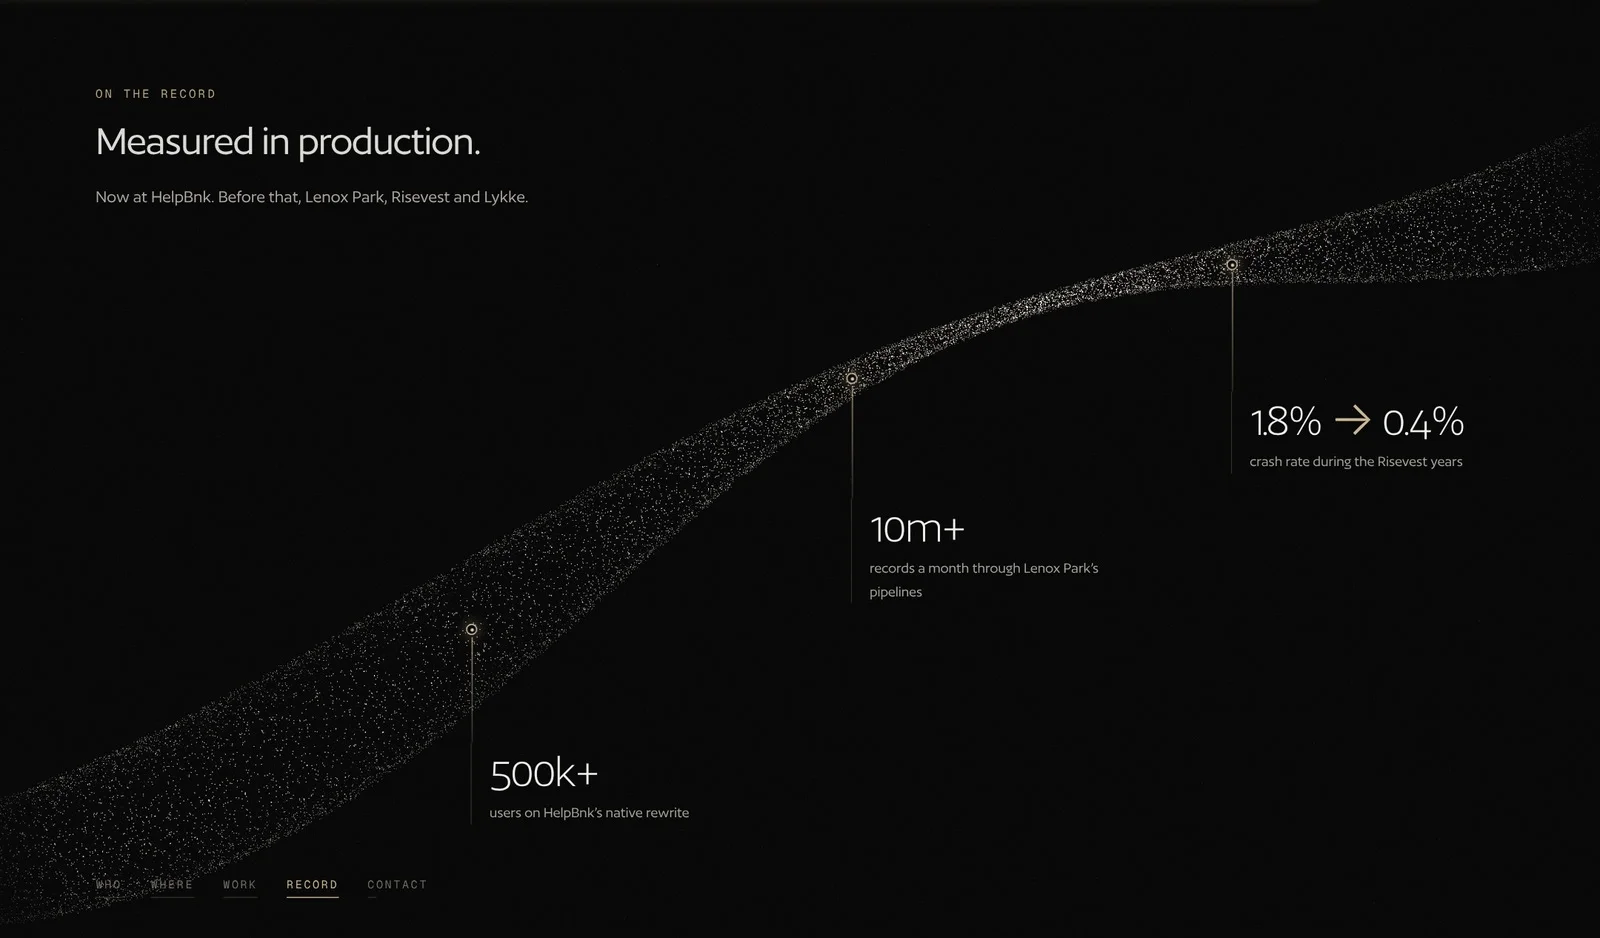 ON THE RECORD
Measured in production.
Now at HelpBnk. Before that, Lenox Park, Risevest and Lykke.
1.8% → 0.4%
crash rate during the Risevest years
10m+
records a month through Lenox Park's
pipelines
500k+
users on HelpBnk's native rewrite
WHO WHERE WORK RECORD CONTACT